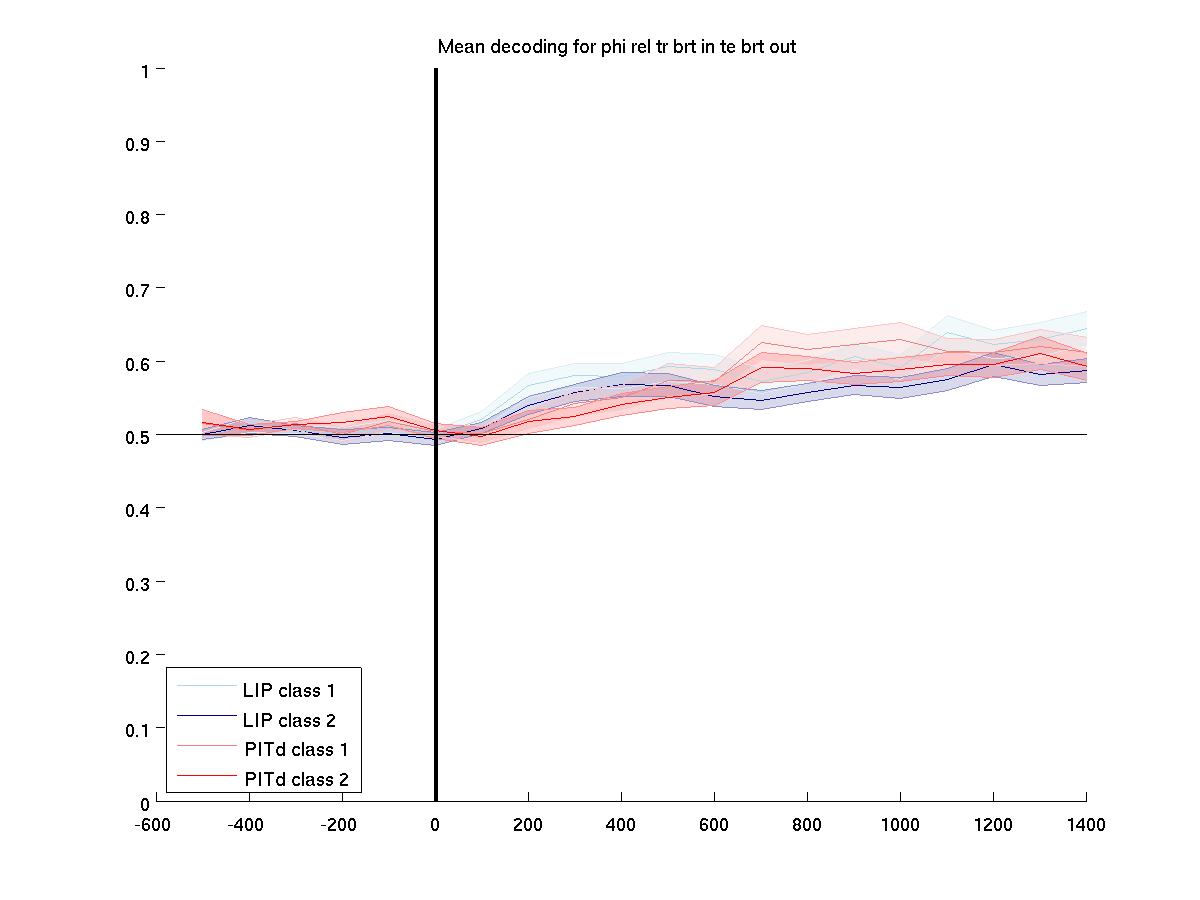 Mean decoding for phi rel tr brt in te brt out
1
0.9
0.8
0.7
0.6
0.5
0.4
0.3
0.2
0.1
0
LIP class 1
LIP class 2
PITd class 1
PITd class 2
-600 -400 -200 0 200 400 600 800 1000 1200 1400